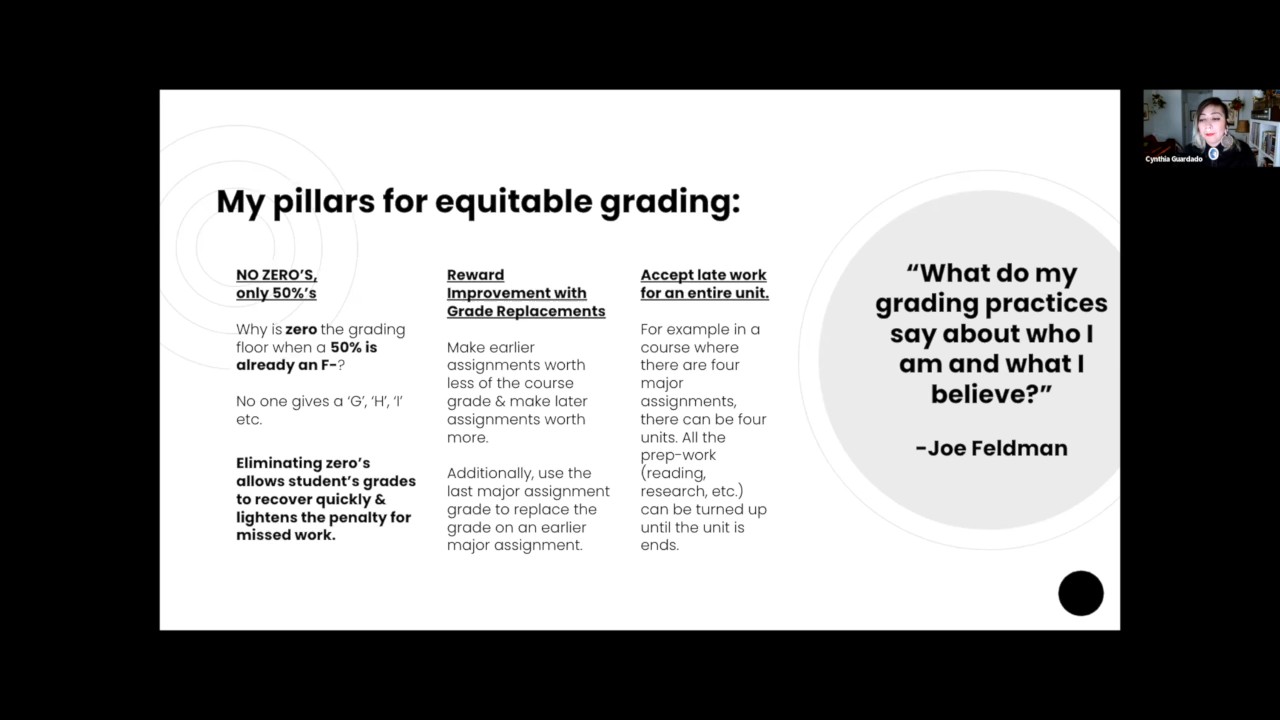 My pillars for equitable grading:
NO ZERO'S,
only 50%'s
Why is zero the grading
floor when a 50% is
already an F-?
No one gives a ‘G’, ‘H’, ‘I’
etc.
Eliminating zero’s
allows student’s grades
to recover quickly &
lightens the penalty for
missed work.
Reward
Improvement with
Grade Replacements
Make earlier
assignments worth
less of the course
grade & make later
assignments worth
more.
Additionally, use the
last major assignment
grade to replace the
grade on an earlier
major assignment.
Accept late work
for an entire unit.
For example in a
course where
there are four
major
assignments,
there can be four
units. All the
prep-work
(reading,
research, etc.)
can be turned up
until the unit is
ends.
“What do my
grading practices
say about who I
am and what I
believe?”
-Joe Feldman
Cynthia Guardado